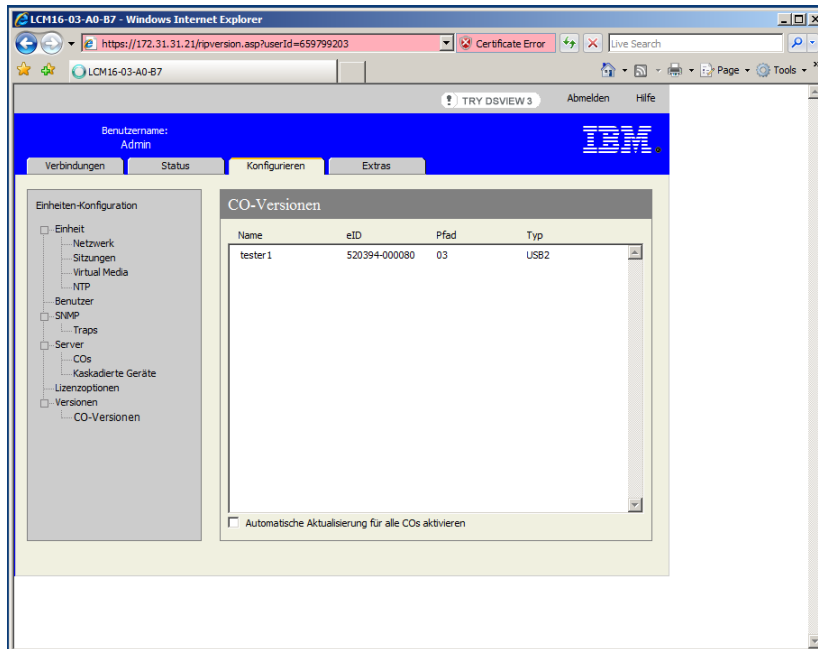 LCM16-03-A0-B7 - Windows Internet Explorer
https://172.31.31.21/ripversion.asp?userId=659799203
Certificate Error
Live Search
LCM16-03-A0-B7
Page
Tools
TRY DSVIEW 3
Abmelden
Hilfe
Benutzername:
Admin
IBM
Verbindungen
Status
Konfigurieren
Extras
Einheiten-Konfiguration
Einheit
Netzwerk
Sitzungen
Virtual Media
NTP
Benutzer
SNMP
Traps
Server
COs
Kaskadierte Geräte
Lizenzoptionen
Versionen
CO-Versionen
CO-Versionen
Name eID Pfad Typ
tester1 520394-000080 03 USB2
Automatische Aktualisierung für alle COs aktivieren